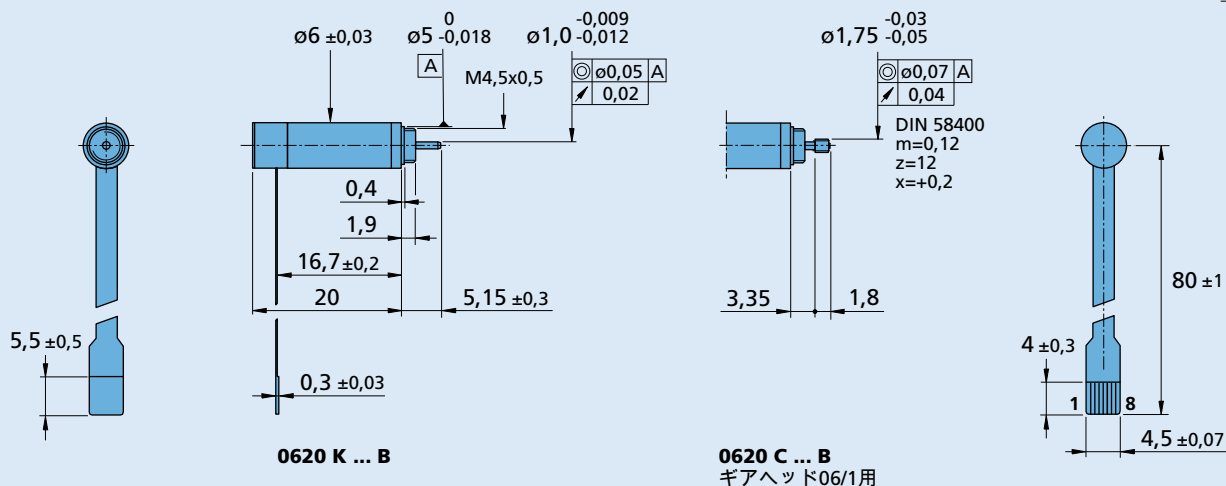 ø6 ±0,03
0
ø5 -0,018
A
M4,5x0,5
-0,009
ø1,0 -0,012
◎ ø0,05 A
↗ 0,02
-0,03
ø1,75 -0,05
◎ ø0,07 A
↗ 0,04
DIN 58400
m=0,12
z=12
x=+0,2
0,4
1,9
16,7 ±0,2
20
5,15 ±0,3
3,35
1,8
80 ±1
5,5 ±0,5
0,3 ±0,03
4 ±0,3
1 8
4,5 ±0,07
0620 K ... B
0620 C ... B
ギアヘッド06/1用